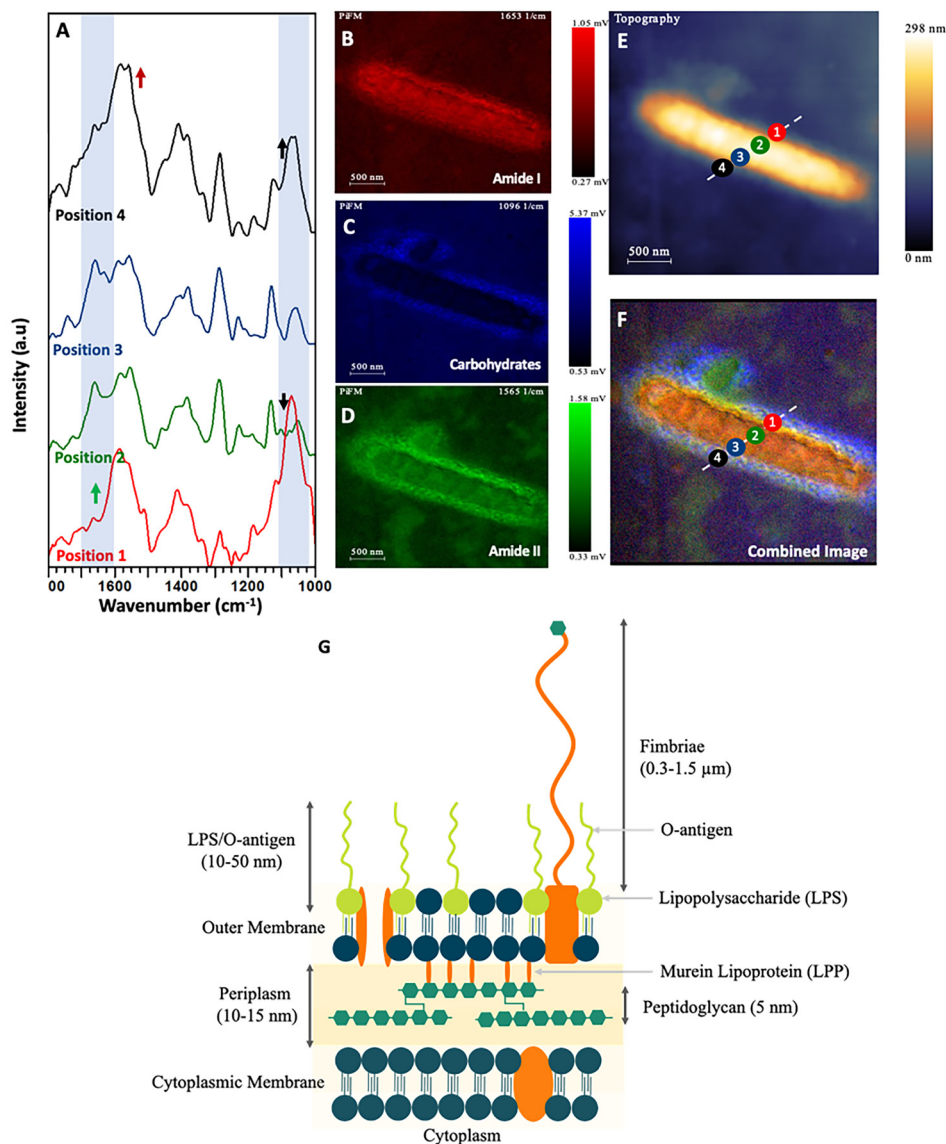 A
Position 4
Position 3
Position 2
Position 1
Intensity (a.u)
00 1600 1400 1200 1000
Wavenumber (cm-1)
B
PiFM
1653 1/cm
500 nm
Amide I
1.05 mV
0.27 mV
C
PiFM
1096 1/cm
500 nm
Carbohydrates
5.37 mV
0.53 mV
D
PiFM
1565 1/cm
500 nm
Amide II
1.58 mV
0.33 mV
Topography
E
1
2
3
4
500 nm
298 nm
0 nm
F
1
2
3
4
Combined Image
G
Fimbriae
(0.3-1.5 µm)
LPS/O-antigen
(10-50 nm)
O-antigen
Lipopolysaccharide (LPS)
Outer Membrane
Murein Lipoprotein (LPP)
Periplasm
(10-15 nm)
Peptidoglycan (5 nm)
Cytoplasmic Membrane
Cytoplasm